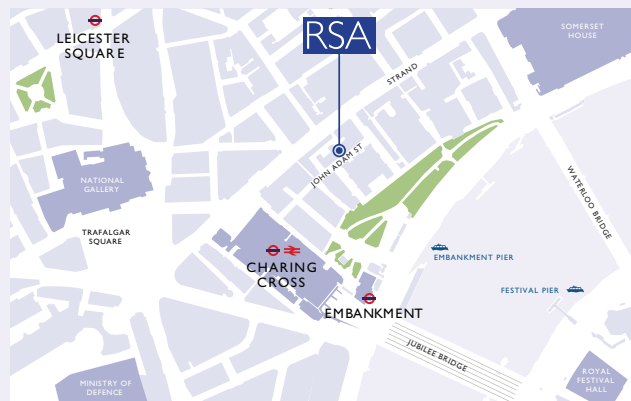 LEICESTER
SQUARE
RSA
SOMERSET
HOUSE
STRAND
JOHN ADAM ST
NATIONAL
GALLERY
TRAFALGAR
SQUARE
WATERLOO BRIDGE
EMBANKMENT PIER
CHARING
CROSS
FESTIVAL PIER
EMBANKMENT
JUBILEE BRIDGE
MINISTRY OF
DEFENCE
ROYAL
FESTIVAL
HALL